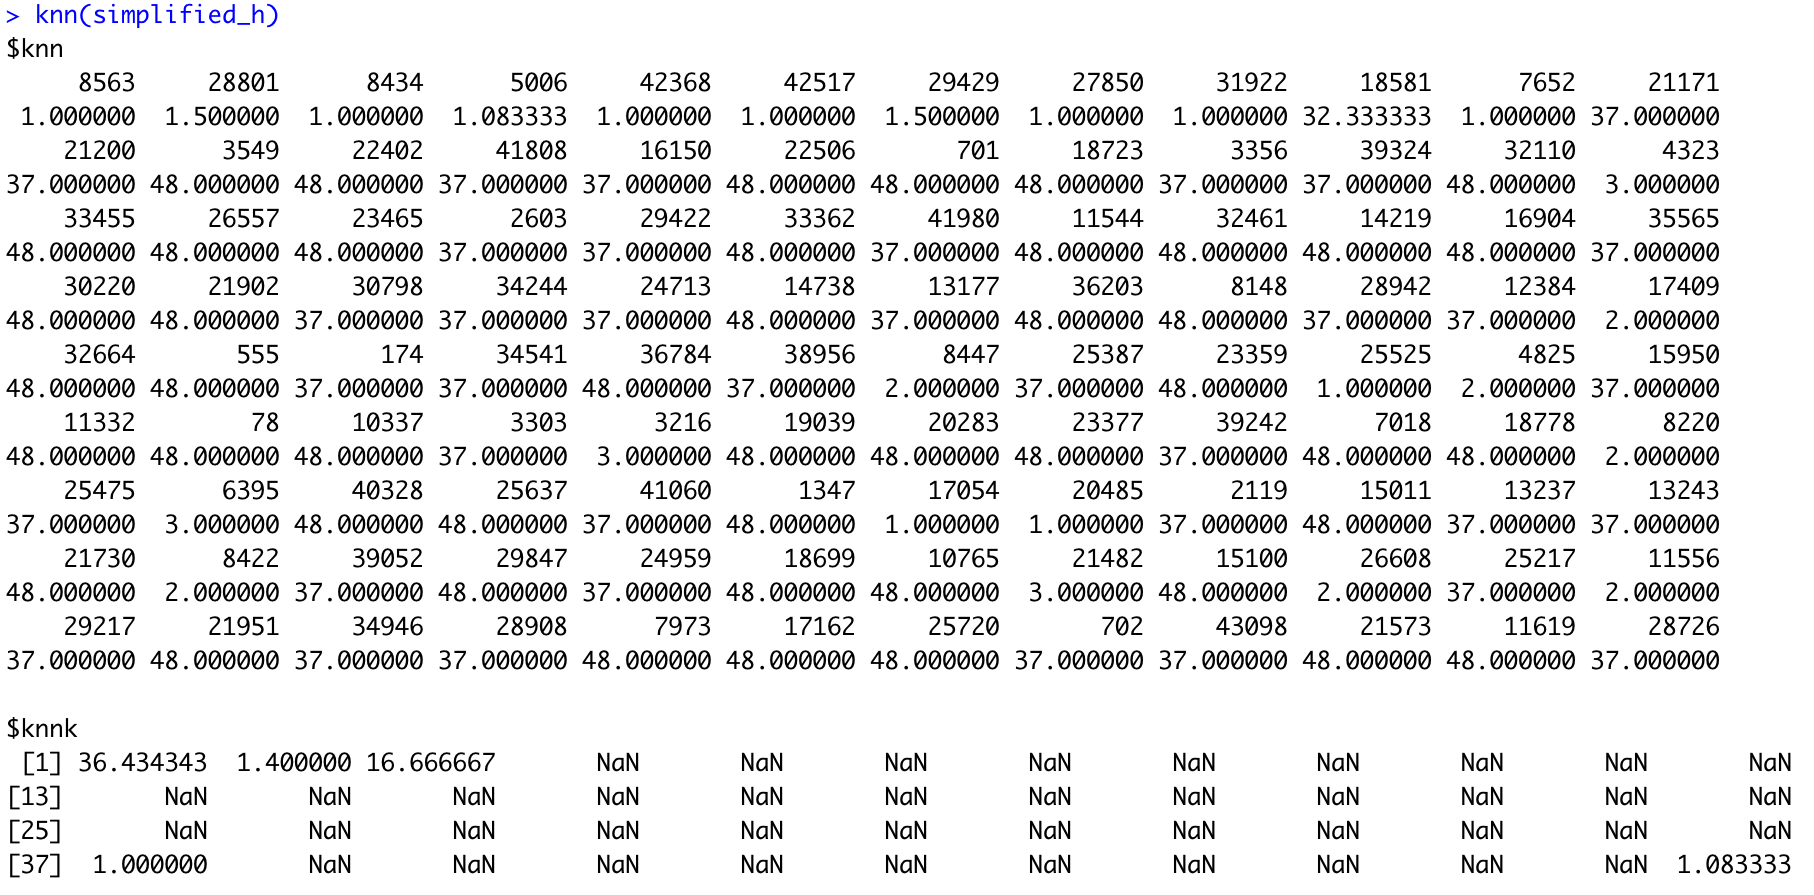 > knn(simplified_h)
$knn
8563 28801 8434 5006 42368 42517 29429 27850 31922 18581 7652 21171
1.000000 1.500000 1.000000 1.083333 1.000000 1.000000 1.500000 1.000000 1.000000 32.333333 1.000000 37.000000
21200 3549 22402 41808 16150 22506 701 18723 3356 39324 32110 4323
37.000000 48.000000 48.000000 37.000000 37.000000 48.000000 48.000000 48.000000 37.000000 37.000000 48.000000 3.000000
33455 26557 23465 2603 29422 33362 41980 11544 32461 14219 16904 35565
48.000000 48.000000 48.000000 37.000000 37.000000 48.000000 37.000000 48.000000 48.000000 48.000000 48.000000 37.000000
30220 21902 30798 34244 24713 14738 13177 36203 8148 28942 12384 17409
48.000000 48.000000 37.000000 37.000000 37.000000 48.000000 37.000000 48.000000 48.000000 37.000000 37.000000 2.000000
32664 555 174 34541 36784 38956 8447 25387 23359 25525 4825 15950
48.000000 48.000000 37.000000 37.000000 48.000000 37.000000 2.000000 37.000000 48.000000 1.000000 2.000000 37.000000
11332 78 10337 3303 3216 19039 20283 23377 39242 7018 18778 8220
48.000000 48.000000 48.000000 37.000000 3.000000 48.000000 48.000000 48.000000 37.000000 48.000000 48.000000 2.000000
25475 6395 40328 25637 41060 1347 17054 20485 2119 15011 13237 13243
37.000000 3.000000 48.000000 48.000000 37.000000 48.000000 1.000000 1.000000 37.000000 48.000000 37.000000 37.000000
21730 8422 39052 29847 24959 18699 10765 21482 15100 26608 25217 11556
48.000000 2.000000 37.000000 48.000000 37.000000 48.000000 48.000000 3.000000 48.000000 2.000000 37.000000 2.000000
29217 21951 34946 28908 7973 17162 25720 702 43098 21573 11619 28726
37.000000 48.000000 37.000000 37.000000 48.000000 48.000000 48.000000 37.000000 37.000000 48.000000 48.000000 37.000000
$knnk
[1] 36.434343 1.400000 16.666667 NaN NaN NaN NaN NaN NaN NaN NaN NaN
[13] NaN NaN NaN NaN NaN NaN NaN NaN NaN NaN NaN NaN
[25] NaN NaN NaN NaN NaN NaN NaN NaN NaN NaN NaN NaN
[37] 1.000000 NaN NaN NaN NaN NaN NaN NaN NaN NaN NaN 1.083333